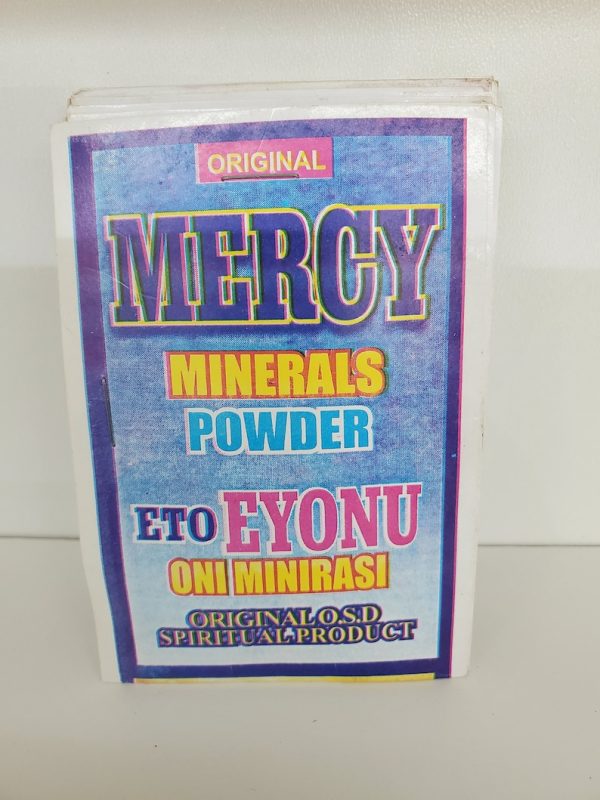 ORIGINAL
MERCY
MINERALS
POWDER
ETO EYONU
ONI MINIRASI
ORIGINAL O.S.D
SPIRITUAL PRODUCT